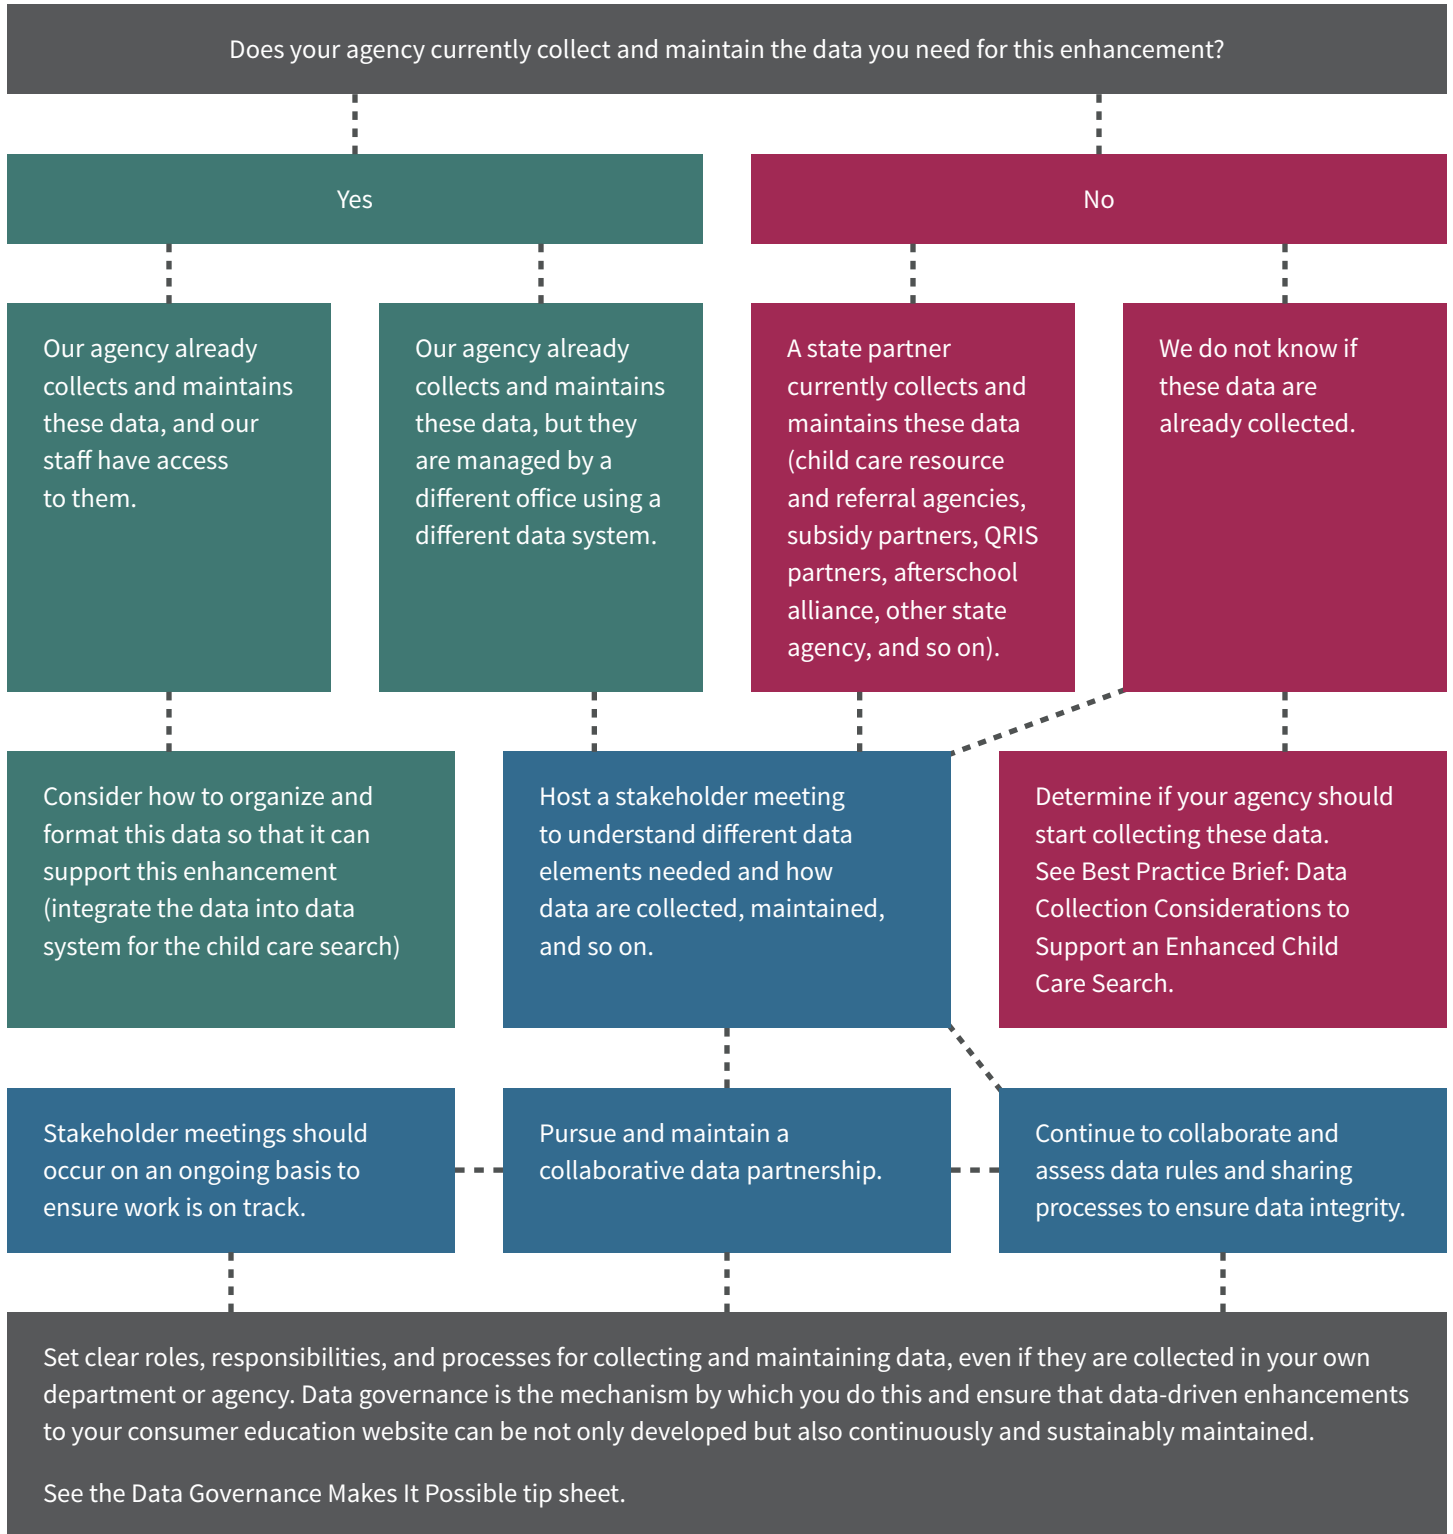 Does your agency currently collect and maintain the data you need for this enhancement?
Yes
No
Our agency already
collects and maintains
these data, and our
staff have access
to them.
Our agency already
collects and maintains
these data, but they
are managed by a
different office using a
different data system.
A state partner
currently collects and
maintains these data
(child care resource
and referral agencies,
subsidy partners, QRIS
partners, afterschool
alliance, other state
agency, and so on).
We do not know if
these data are
already collected.
Consider how to organize and
format this data so that it can
support this enhancement
(integrate the data into data
system for the child care search)
Host a stakeholder meeting
to understand different data
elements needed and how
data are collected, maintained,
and so on.
Determine if your agency should
start collecting these data.
See Best Practice Brief: Data
Collection Considerations to
Support an Enhanced Child
Care Search.
Stakeholder meetings should
occur on an ongoing basis to
ensure work is on track.
Pursue and maintain a
collaborative data partnership.
Continue to collaborate and
assess data rules and sharing
processes to ensure data integrity.
Set clear roles, responsibilities, and processes for collecting and maintaining data, even if they are collected in your own
department or agency. Data governance is the mechanism by which you do this and ensure that data-driven enhancements
to your consumer education website can be not only developed but also continuously and sustainably maintained.
See the Data Governance Makes It Possible tip sheet.